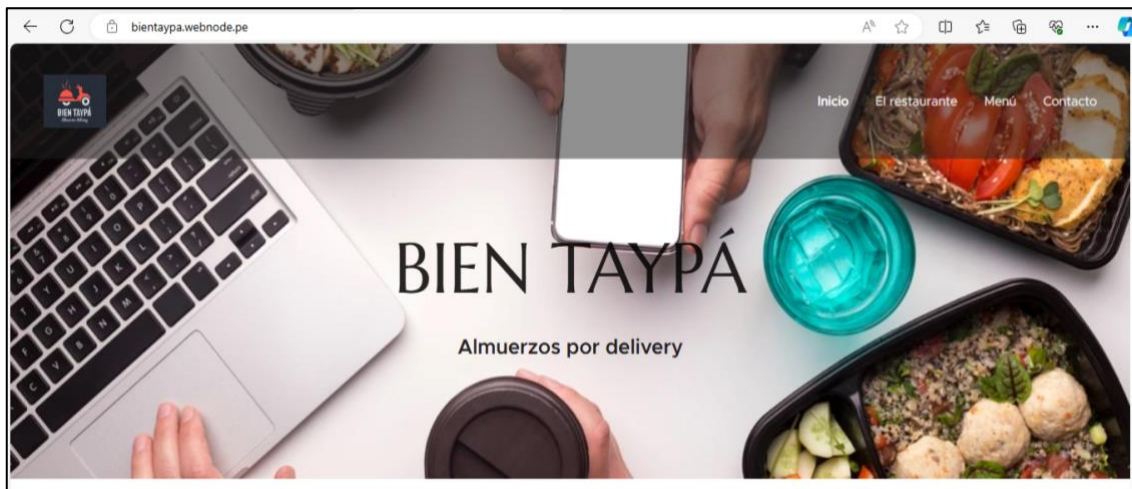 bientaypa.webnode.pe
BIEN TAYPÁ
Inicio El restaurante Menú Contacto
BIEN TAYPÁ
Almuerzos por delivery